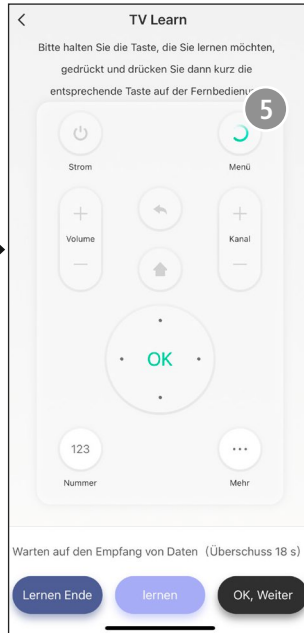 TV Learn
Bitte halten Sie die Taste, die Sie lernen möchten,
gedrückt und drücken Sie dann kurz die
entsprechende Taste auf der
5
Strom
Menü
Volume
Kanal
OK
123
Nummer
Mehr
Warten auf den Empfang von Daten (Überschuss 18 s)
Lernen Ende
lernen
OK, Weiter